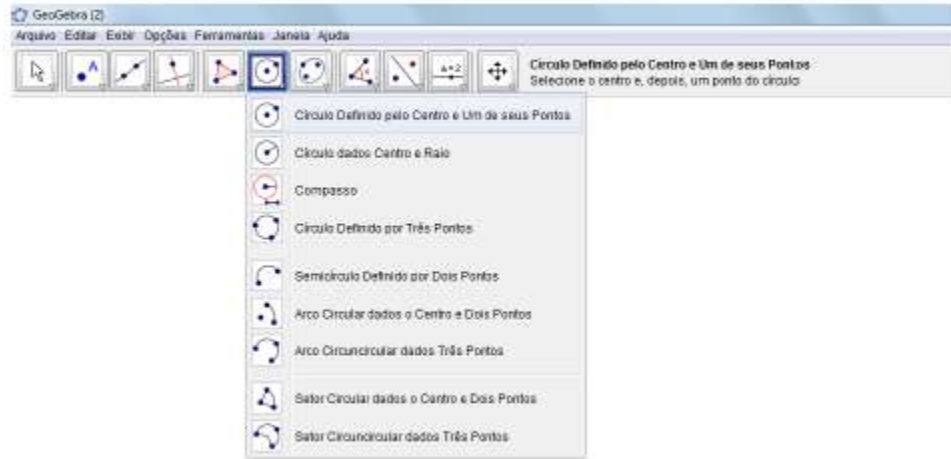 GeoGebra (2)
Arquivo Editar Exibir Opções Ferramentas Janela Ajuda
A
a=2
Círculo Definido pelo Centro e Um de seus Pontos
Selecione o centro e, depois, um ponto do círculo
Círculo Definido pelo Centro e Um de seus Pontos
Círculo dados Centro e Raio
Compasso
Círculo Definido por Três Pontos
Semicírculo Definido por Dois Pontos
Arco Circular dados o Centro e Dois Pontos
Arco Circuncircular dados Três Pontos
Setor Circular dados o Centro e Dois Pontos
Setor Circuncircular dados Três Pontos